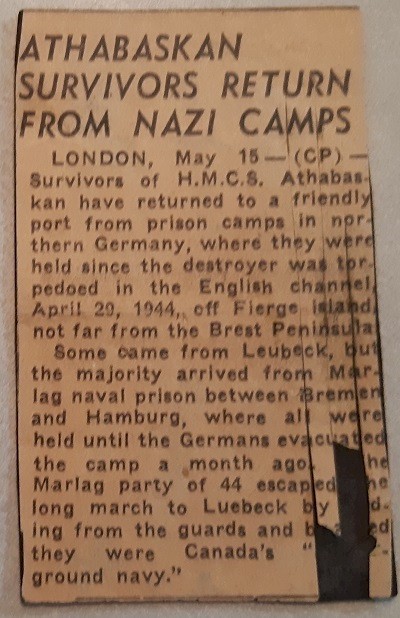 ATHABASKAN
SURVIVORS RETURN
FROM NAZI CAMPS
LONDON, May 15—(CP)—
Survivors of H.M.C.S. Athabas-
kan have returned to a friendly
port from prison camps in nor-
thern Germany, where they were
held since the destroyer was tor-
pedoed in the English channel,
April 29, 1944, off Fierge island,
not far from the Brest Peninsula
Some came from Leubeck, but
the majority arrived from Mar-
lag naval prison between Bremen
and Hamburg, where all were
held until the Germans evacuated
the camp a month ago. he
Marlag party of 44 escaped he
long march to Luebeck by d-
ing from the guards and b ed
they were Canada's " -
ground navy."